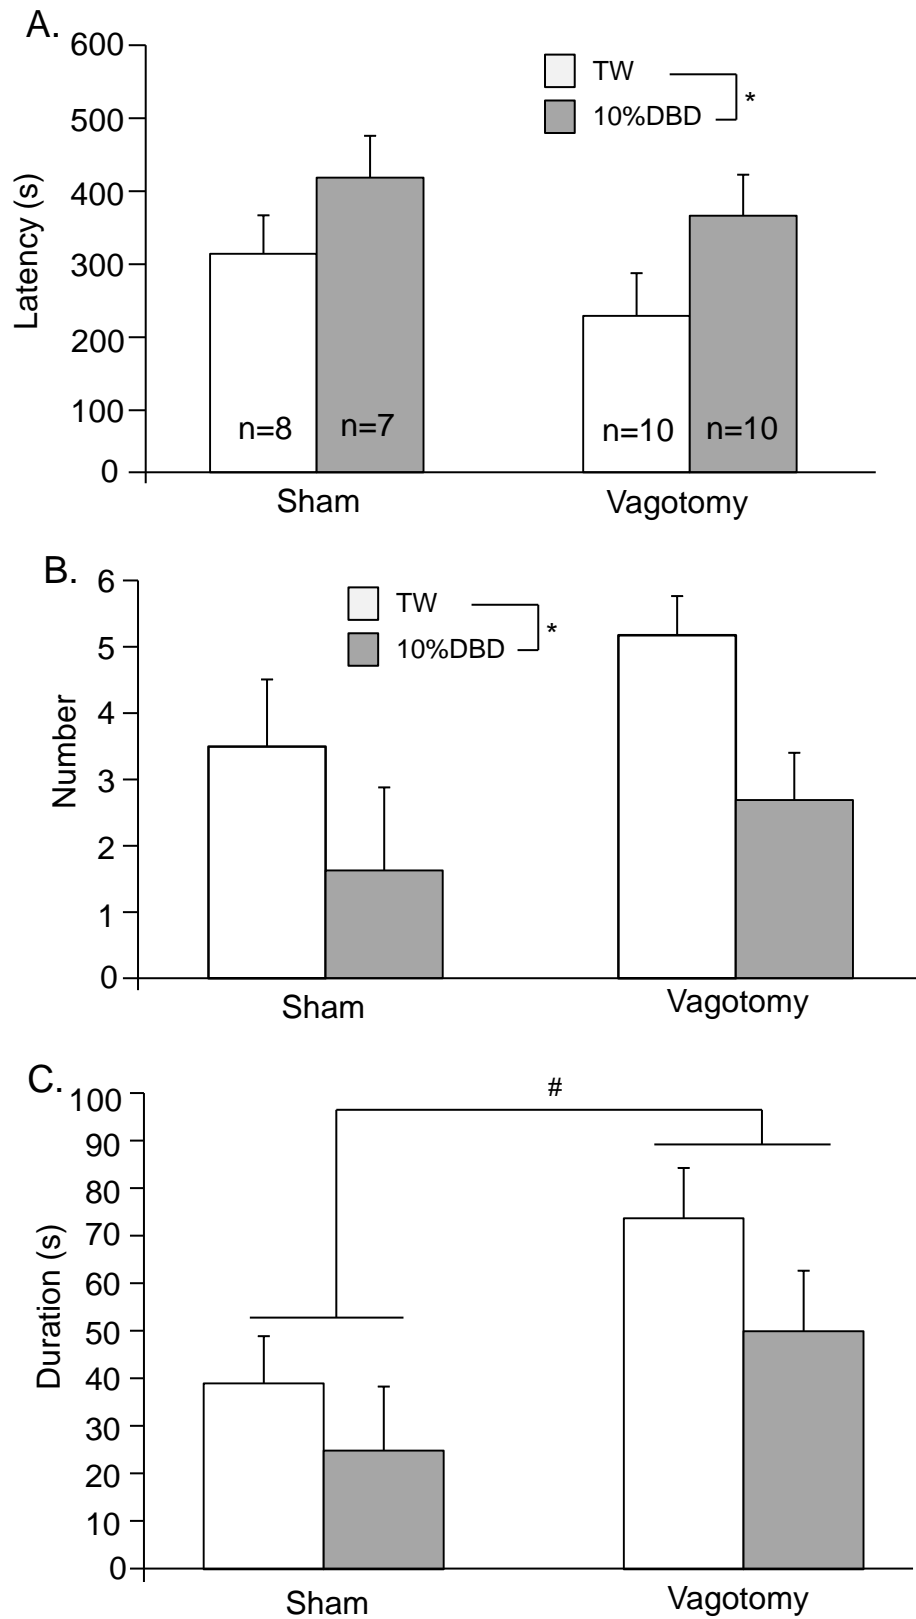 A.
600
500
400
300
200
100
0
Latency (s)
TW
10%DBD
*
n=8
n=7
n=10
n=10
Sham
Vagotomy
B.
6
5
4
3
2
1
0
Number
TW
10%DBD
*
Sham
Vagotomy
C.
100
90
80
70
60
50
40
30
20
10
0
Duration (s)
#
Sham
Vagotomy